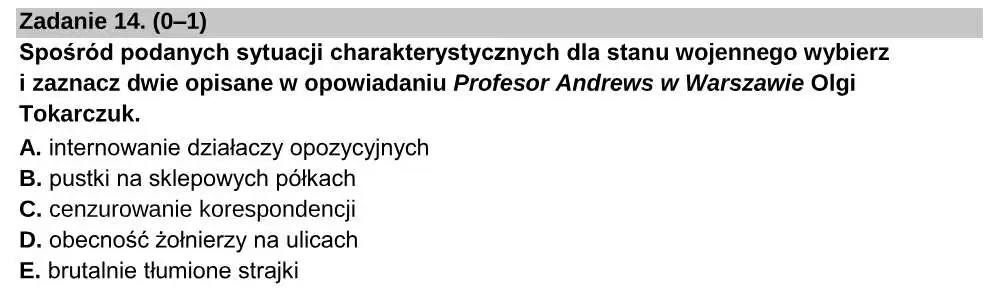 Zadanie 14. (0–1)
Spośród podanych sytuacji charakterystycznych dla stanu wojennego wybierz
i zaznacz dwie opisane w opowiadaniu Profesor Andrews w Warszawie Olgi
Tokarczuk.
A. internowanie działaczy opozycyjnych
B. pustki na sklepowych półkach
C. cenzurowanie korespondencji
D. obecność żołnierzy na ulicach
E. brutalnie tłumione strajki